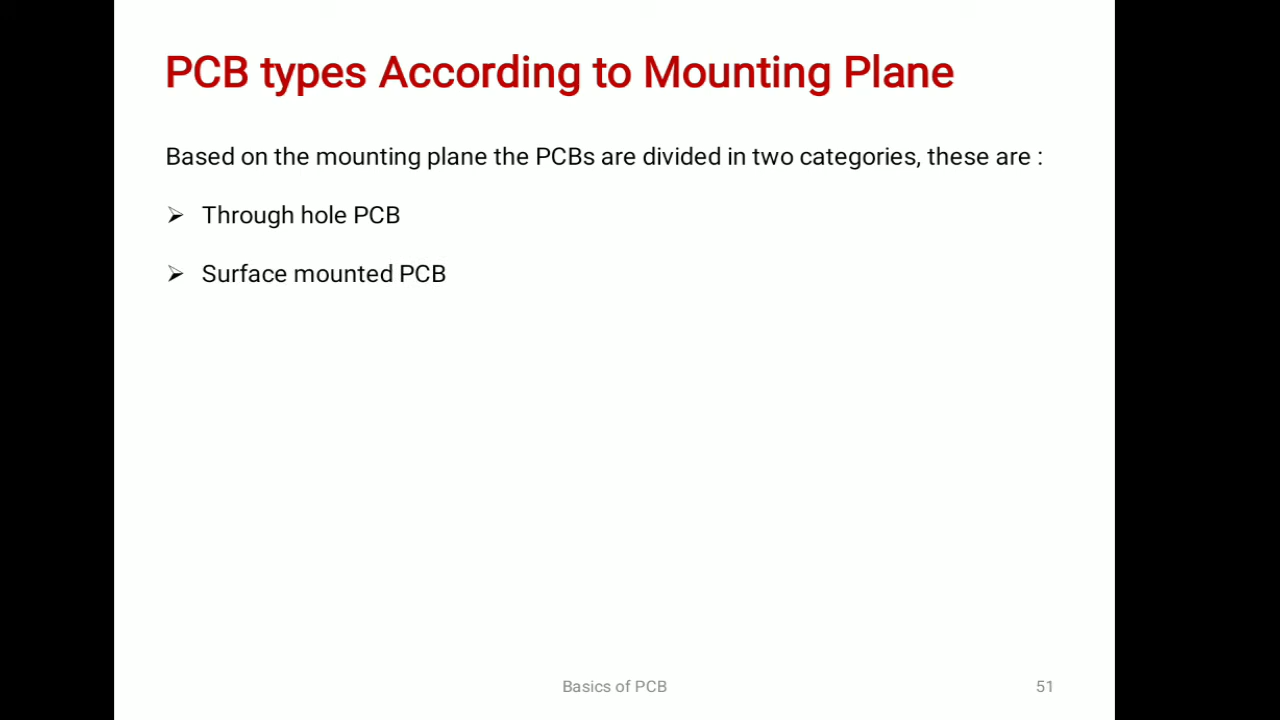 PCB types According to Mounting Plane
Based on the mounting plane the PCBs are divided in two categories, these are :
➢ Through hole PCB
➢ Surface mounted PCB
Basics of PCB
51